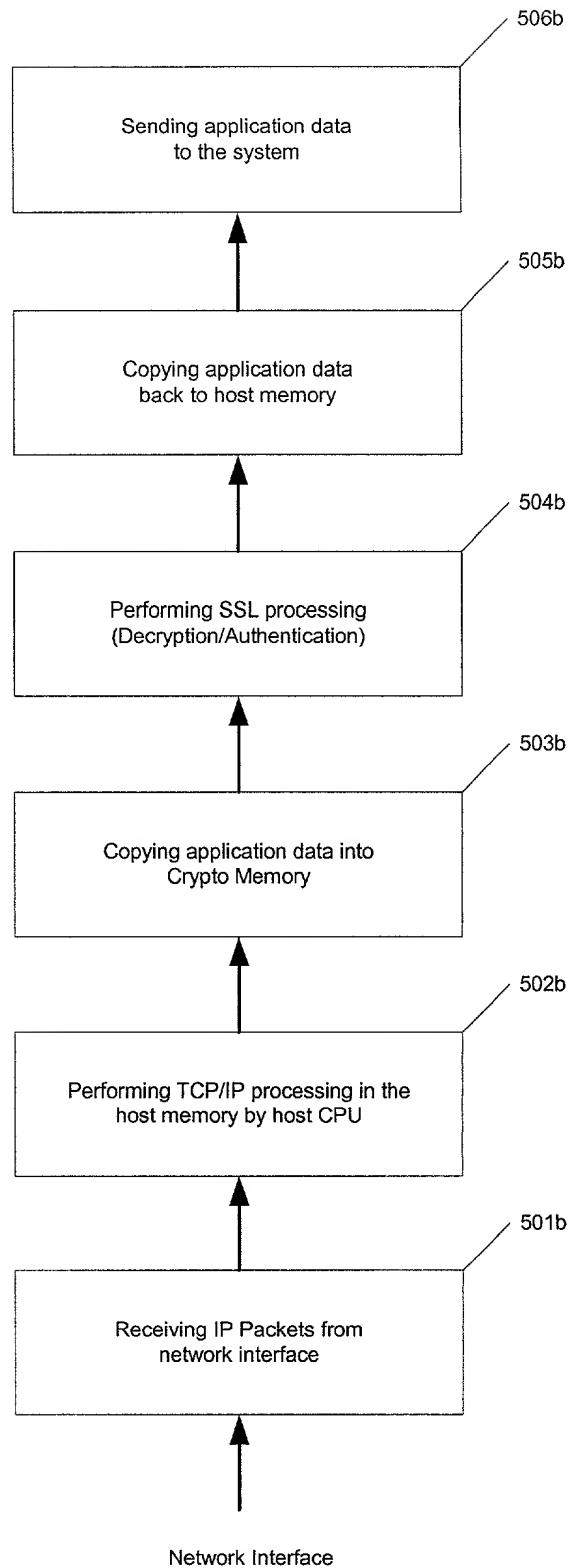 506b
Sending application data
to the system
505b
Copying application data
back to host memory
504b
Performing SSL processing
(Decryption/Authentication)
503b
Copying application data into
Crypto Memory
502b
Performing TCP/IP processing in the
host memory by host CPU
501b
Receiving IP Packets from
network interface
Network Interface